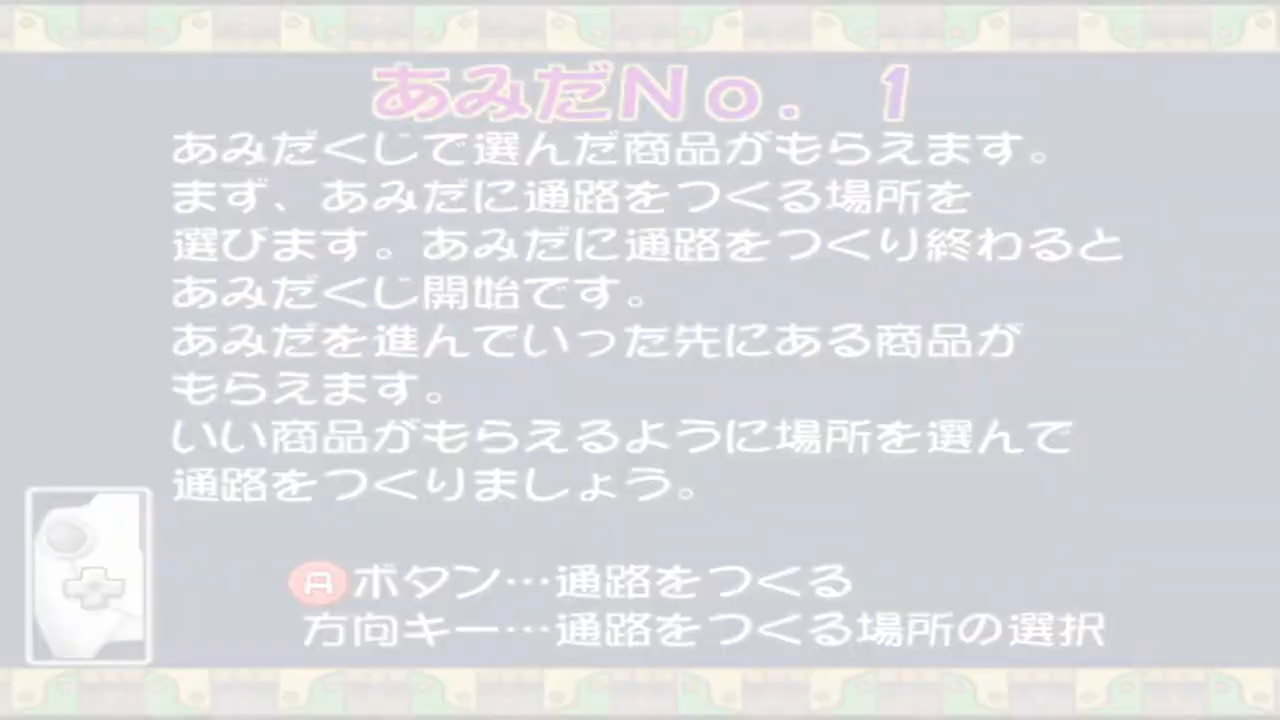 あみだNo. 1
あみだくじで選んだ商品がもらえます。
まず、あみだに通路をつくる場所を
選びます。あみだに通路をつくり終わると
あみだくじ開始です。
あみだを進んでいった先にある商品が
もらえます。
いい商品がもらえるように場所を選んで
通路をつくりましょう。
Aボタン…通路をつくる
方向キー…通路をつくる場所の選択